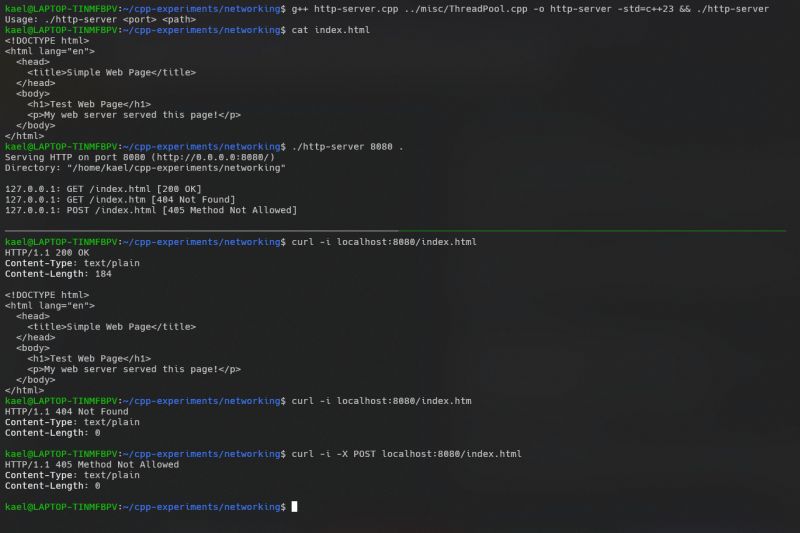 kael@LAPTOP-TINMFBPV:~/cpp-experiments/networking$ g++ http-server.cpp ../misc/ThreadPool.cpp -o http-server -std=c++23 && ./http-server
Usage: ./http-server <port> <path>
kael@LAPTOP-TINMFBPV:~/cpp-experiments/networking$ cat index.html
<!DOCTYPE html>
<html lang="en">
  <head>
    <title>Simple Web Page</title>
  </head>
  <body>
    <h1>Test Web Page</h1>
    <p>My web server served this page!</p>
  </body>
</html>
kael@LAPTOP-TINMFBPV:~/cpp-experiments/networking$ ./http-server 8080 .
Serving HTTP on port 8080 (http://0.0.0.0:8080/)
Directory: "/home/kael/cpp-experiments/networking"

127.0.0.1: GET /index.html [200 OK]
127.0.0.1: GET /index.htm [404 Not Found]
127.0.0.1: POST /index.html [405 Method Not Allowed]

kael@LAPTOP-TINMFBPV:~/cpp-experiments/networking$ curl -i localhost:8080/index.html
HTTP/1.1 200 OK
Content-Type: text/plain
Content-Length: 184

<!DOCTYPE html>
<html lang="en">
  <head>
    <title>Simple Web Page</title>
  </head>
  <body>
    <h1>Test Web Page</h1>
    <p>My web server served this page!</p>
  </body>
</html>
kael@LAPTOP-TINMFBPV:~/cpp-experiments/networking$ curl -i localhost:8080/index.htm
HTTP/1.1 404 Not Found
Content-Type: text/plain
Content-Length: 0

kael@LAPTOP-TINMFBPV:~/cpp-experiments/networking$ curl -i -X POST localhost:8080/index.html
HTTP/1.1 405 Method Not Allowed
Content-Type: text/plain
Content-Length: 0

kael@LAPTOP-TINMFBPV:~/cpp-experiments/networking$